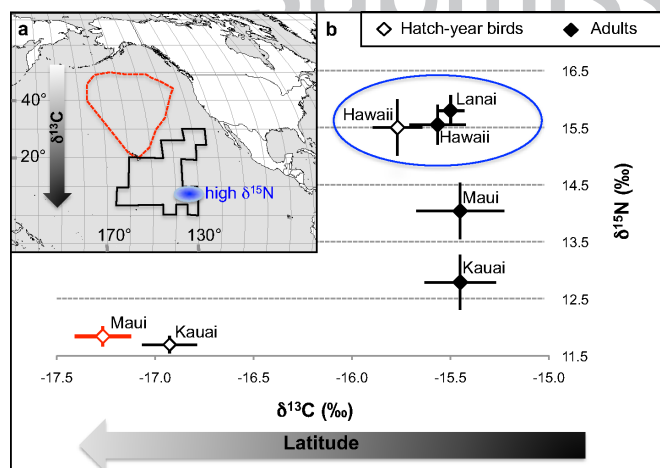 a
b
Hatch-year birds
Adults
40°
20°
170°
130°
δ13C
high δ15N
16.5
15.5
14.5
13.5
12.5
11.5
δ15N (‰)
Lanai
Hawaii
Hawaii
Maui
Kauai
Maui
Kauai
-17.5 -17.0 -16.5 -16.0 -15.5 -15.0
δ13C (‰)
Latitude